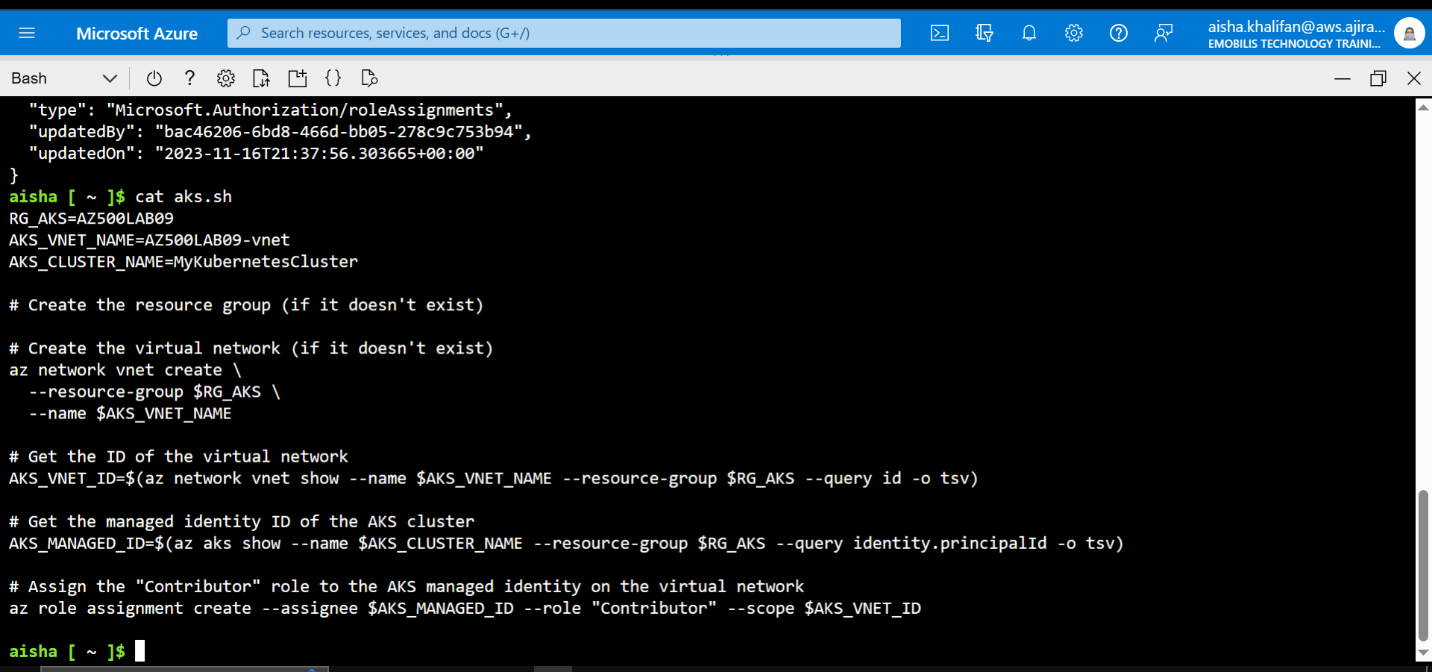 Microsoft Azure
Search resources, services, and docs (G+/)
aisha.khalifan@aws.ajira...
EMOBILIS TECHNOLOGY TRAINI...
Bash
"type": "Microsoft.Authorization/roleAssignments",
"updatedBy": "bac46206-6bd8-466d-bb05-278c9c753b94",
"updatedOn": "2023-11-16T21:37:56.303665+00:00"
}
aisha [ ~ ]$ cat aks.sh
RG_AKS=AZ500LAB09
AKS_VNET_NAME=AZ500LAB09-vnet
AKS_CLUSTER_NAME=MyKubernetesCluster
# Create the resource group (if it doesn't exist)
# Create the virtual network (if it doesn't exist)
az network vnet create \
--resource-group $RG_AKS \
--name $AKS_VNET_NAME
# Get the ID of the virtual network
AKS_VNET_ID=$(az network vnet show --name $AKS_VNET_NAME --resource-group $RG_AKS --query id -o tsv)
# Get the managed identity ID of the AKS cluster
AKS_MANAGED_ID=$(az aks show --name $AKS_CLUSTER_NAME --resource-group $RG_AKS --query identity.principalId -o tsv)
# Assign the "Contributor" role to the AKS managed identity on the virtual network
az role assignment create --assignee $AKS_MANAGED_ID --role "Contributor" --scope $AKS_VNET_ID
aisha [ ~ ]$